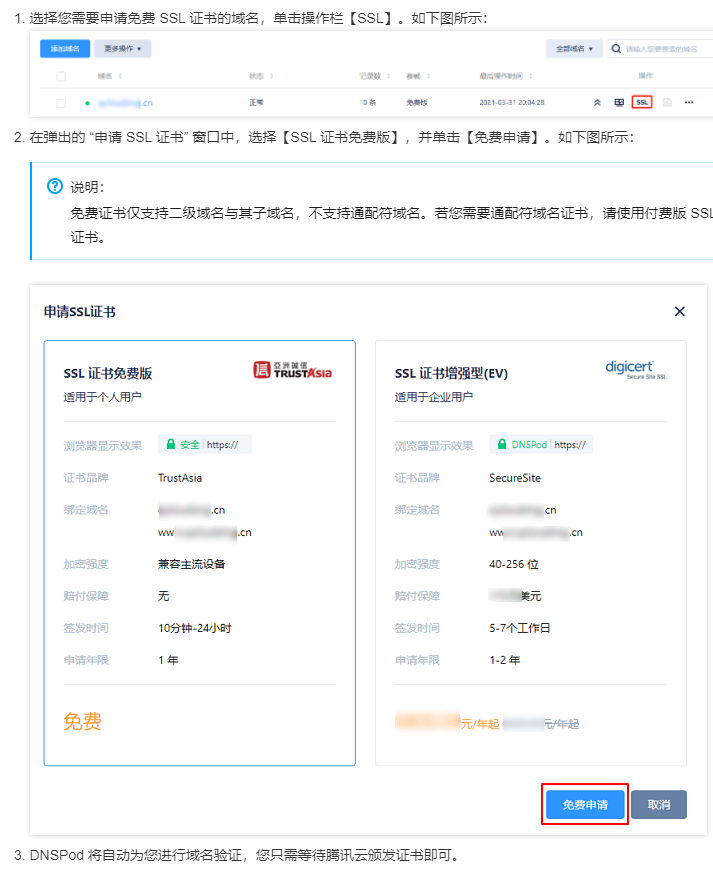 1. 选择您需要申请免费 SSL 证书的域名，单击操作栏【SSL】。如下图所示：
添加域名 更多操作 全部域名 请输入您要搜索的域名
域名 状态 记录数 套餐 最后操作时间 操作
.cn 正常 10 条 免费版 2021-03-31 20:04:28 SSL
2. 在弹出的 “申请 SSL 证书” 窗口中，选择【SSL 证书免费版】，并单击【免费申请】。如下图所示：
说明：
免费证书仅支持二级域名与其子域名，不支持通配符域名。若您需要通配符域名证书，请使用付费版 SSL
证书。
申请SSL证书
SSL 证书免费版 亞洲誠信 TRUSTAsia
适用于个人用户
浏览器显示效果 安全 https://
证书品牌 TrustAsia
绑定域名 .cn
ww .cn
加密强度 兼容主流设备
赔付保障 无
签发时间 10分钟-24小时
申请年限 1 年
免费
SSL 证书增强型(EV) digicert Secure Site SSL
适用于企业用户
浏览器显示效果 DNSPod https://
证书品牌 SecureSite
绑定域名 .cn
ww .cn
加密强度 40-256 位
赔付保障 美元
签发时间 5-7个工作日
申请年限 1-2 年
元/年起 元/年起
免费申请 取消
3. DNSPod 将自动为您进行域名验证，您只需等待腾讯云颁发证书即可。